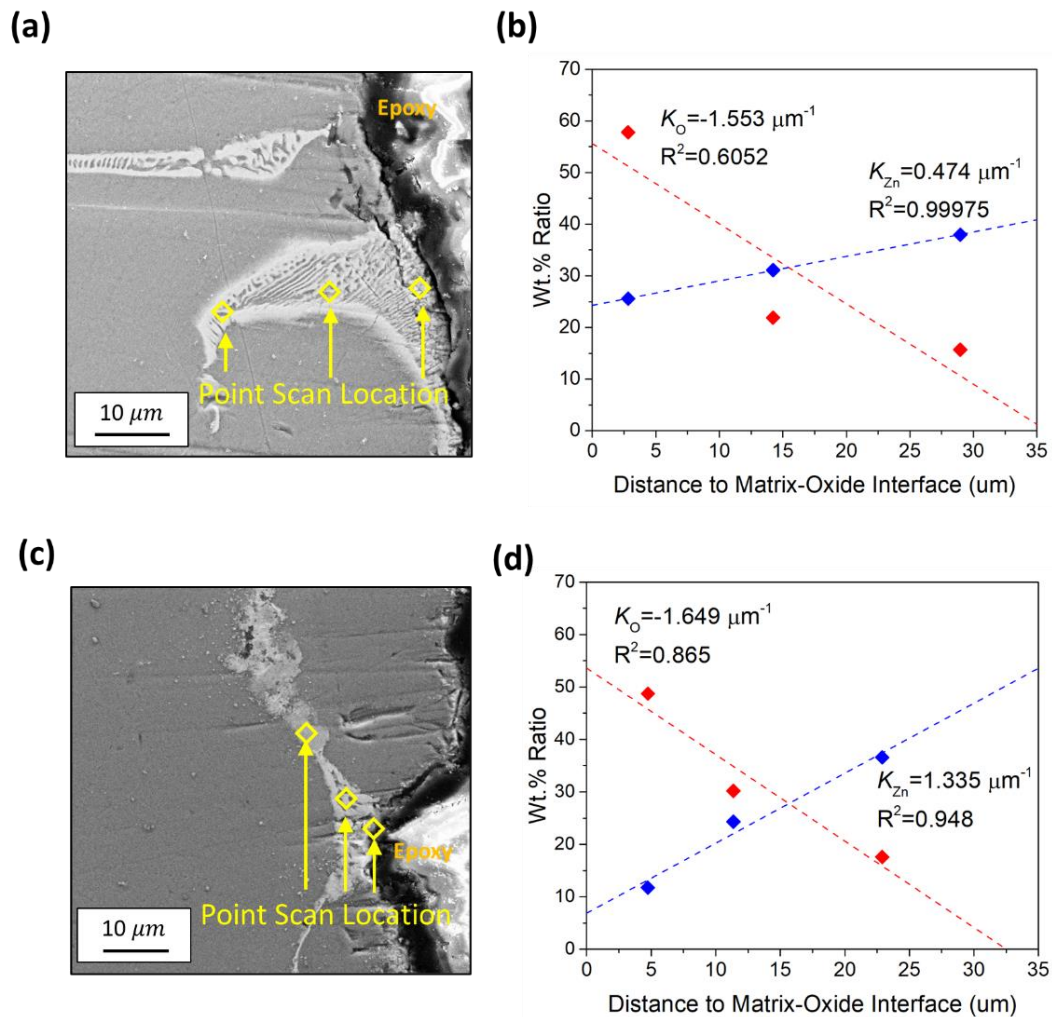 (a)
Epoxy
Point Scan Location
10 μm
(b)
70
60
50
40
30
20
10
0
Wt.% Ratio
K_O=-1.553 μm⁻¹
R²=0.6052
K_Zn=0.474 μm⁻¹
R²=0.99975
0 5 10 15 20 25 30 35
Distance to Matrix-Oxide Interface (um)
(c)
Epoxy
Point Scan Location
10 μm
(d)
70
60
50
40
30
20
10
0
Wt.% Ratio
K_O=-1.649 μm⁻¹
R²=0.865
K_Zn=1.335 μm⁻¹
R²=0.948
0 5 10 15 20 25 30 35
Distance to Matrix-Oxide Interface (um)